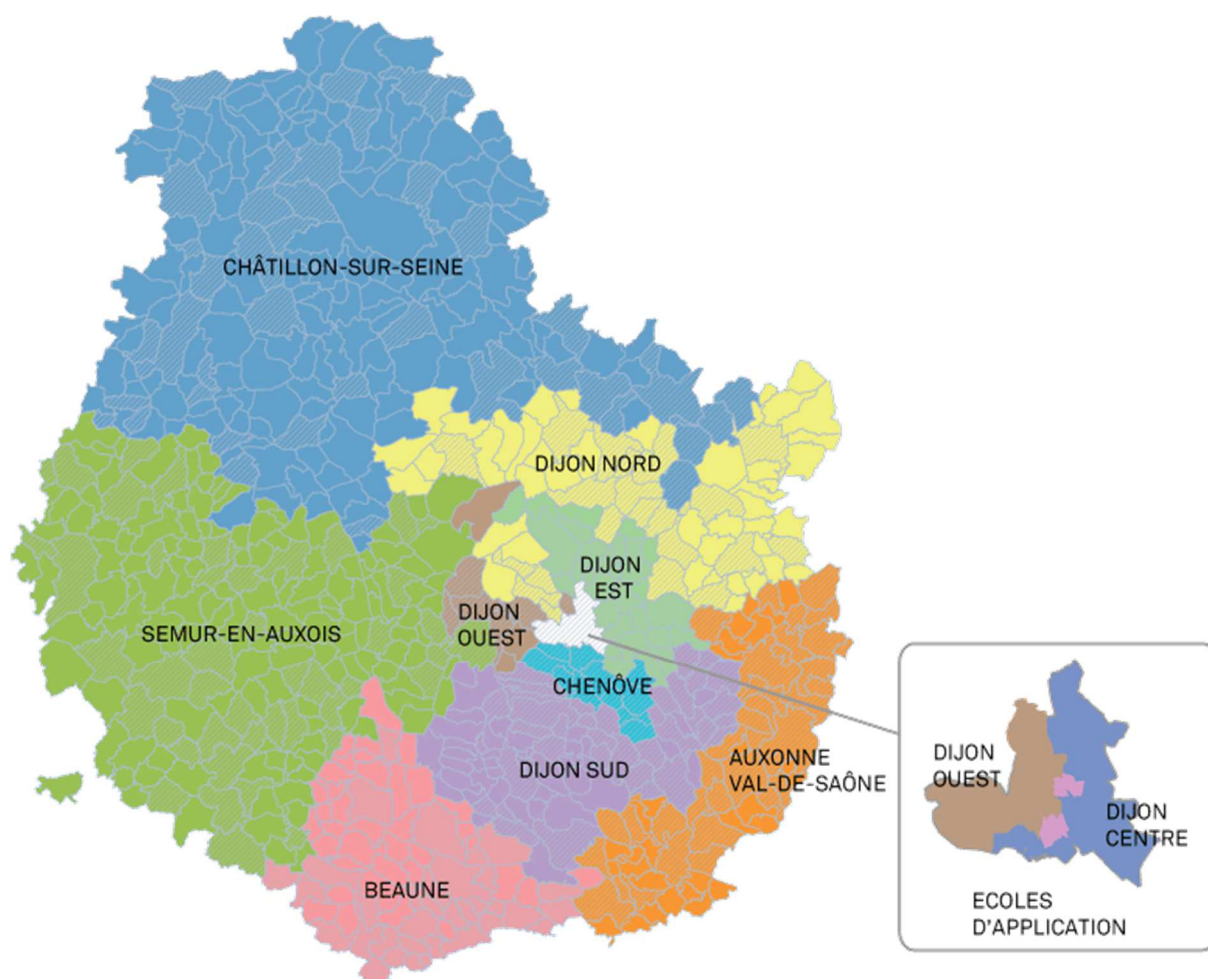 CHÂTILLON-SUR-SEINE
DIJON NORD
DIJON
EST
DIJON
OUEST
SEMUR-EN-AUXOIS
CHENÔVE
DIJON SUD
AUXONNE
VAL-DE-SAÔNE
BEAUNE
DIJON
OUEST
DIJON
CENTRE
ECOLES
D'APPLICATION